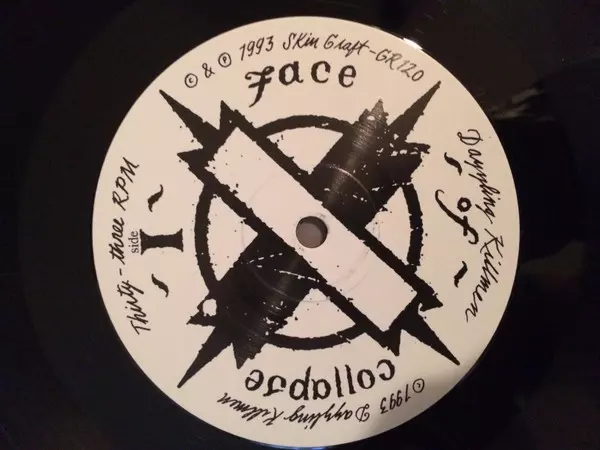 © & ℗ 1993 Skin Graft - GR120
face
of
collapse
Dazzling Killmen
Thirty-three RPM
side
I
©1993 Dazzling Killmen